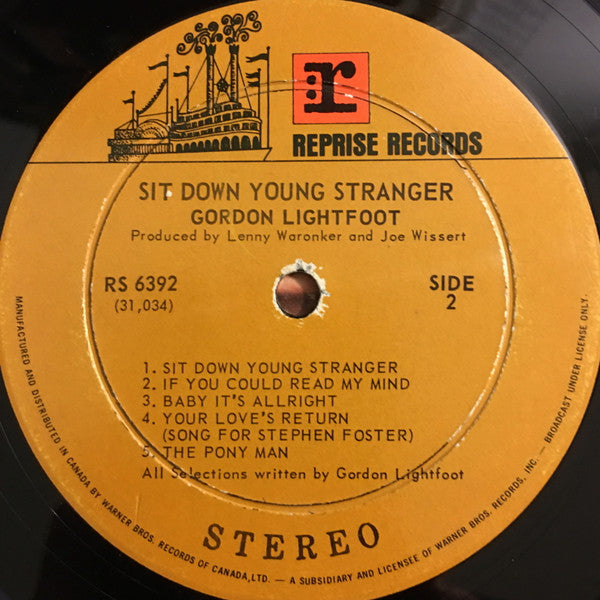 r
REPRISE RECORDS
SIT DOWN YOUNG STRANGER
GORDON LIGHTFOOT
Produced by Lenny Waronker and Joe Wissert
RS 6392
(31,034)
SIDE
2
1. SIT DOWN YOUNG STRANGER
2. IF YOU COULD READ MY MIND
3. BABY IT'S ALLRIGHT
4. YOUR LOVE'S RETURN
(SONG FOR STEPHEN FOSTER)
5. THE PONY MAN
All Selections written by Gordon Lightfoot
STEREO
MANUFACTURED AND DISTRIBUTED IN CANADA BY WARNER BROS. RECORDS OF CANADA, LTD. — A SUBSIDIARY AND LICENSEE OF WARNER BROS. RECORDS, INC. — BROADCAST UNDER LICENSE ONLY.